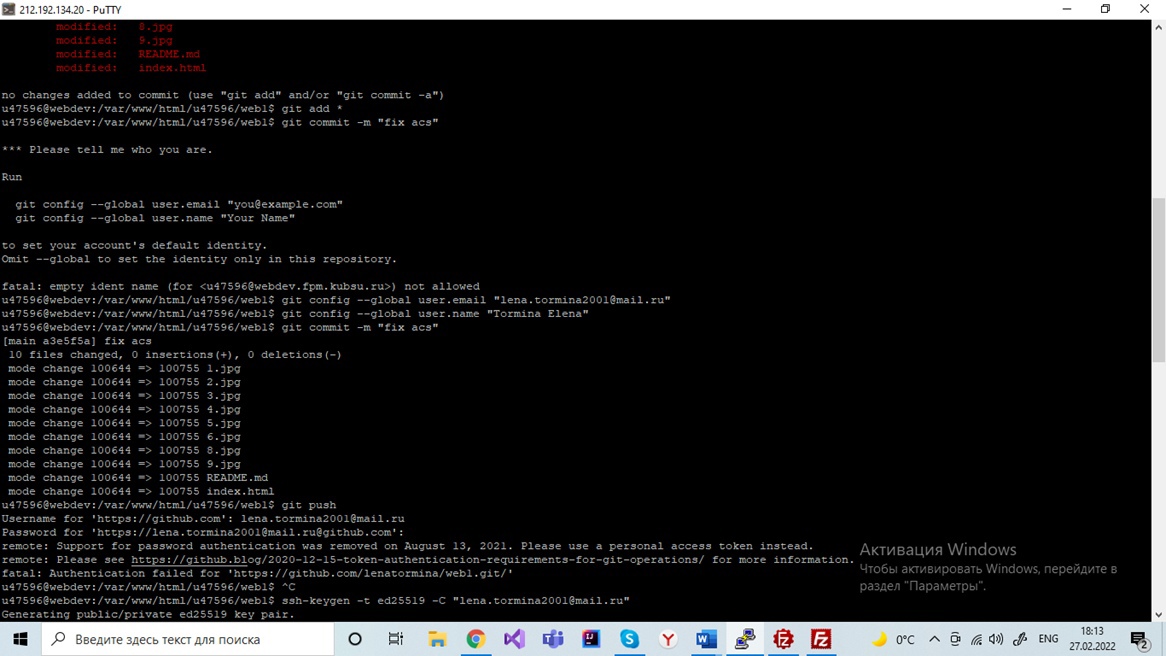 212.192.134.20 - PuTTY
modified: 8.jpg
modified: 9.jpg
modified: README.md
modified: index.html
no changes added to commit (use "git add" and/or "git commit -a")
u47596@webdev:/var/www/html/u47596/web1$ git add *
u47596@webdev:/var/www/html/u47596/web1$ git commit -m "fix acs"
*** Please tell me who you are.
Run
git config --global user.email "you@example.com"
git config --global user.name "Your Name"
to set your account's default identity.
Omit --global to set the identity only in this repository.
fatal: empty ident name (for <u47596@webdev.fpm.kubsu.ru>) not allowed
u47596@webdev:/var/www/html/u47596/web1$ git config --global user.email "lena.tormina2001@mail.ru"
u47596@webdev:/var/www/html/u47596/web1$ git config --global user.name "Tormina Elena"
u47596@webdev:/var/www/html/u47596/web1$ git commit -m "fix acs"
[main a3e5f5a] fix acs
10 files changed, 0 insertions(+), 0 deletions(-)
mode change 100644 => 100755 1.jpg
mode change 100644 => 100755 2.jpg
mode change 100644 => 100755 3.jpg
mode change 100644 => 100755 4.jpg
mode change 100644 => 100755 5.jpg
mode change 100644 => 100755 6.jpg
mode change 100644 => 100755 8.jpg
mode change 100644 => 100755 9.jpg
mode change 100644 => 100755 README.md
mode change 100644 => 100755 index.html
u47596@webdev:/var/www/html/u47596/web1$ git push
Username for 'https://github.com': lena.tormina2001@mail.ru
Password for 'https://lena.tormina2001@mail.ru@github.com':
remote: Support for password authentication was removed on August 13, 2021. Please use a personal access token instead.
remote: Please see https://github.blog/2020-12-15-token-authentication-requirements-for-git-operations/ for more information.
fatal: Authentication failed for 'https://github.com/lenatormina/web1.git/'
u47596@webdev:/var/www/html/u47596/web1$ ^C
u47596@webdev:/var/www/html/u47596/web1$ ssh-keygen -t ed25519 -C "lena.tormina2001@mail.ru"
Generating public/private ed25519 key pair.
Активация Windows
Чтобы активировать Windows, перейдите в
раздел "Параметры".
Введите здесь текст для поиска
0°C
ENG
18:13
27.02.2022
2